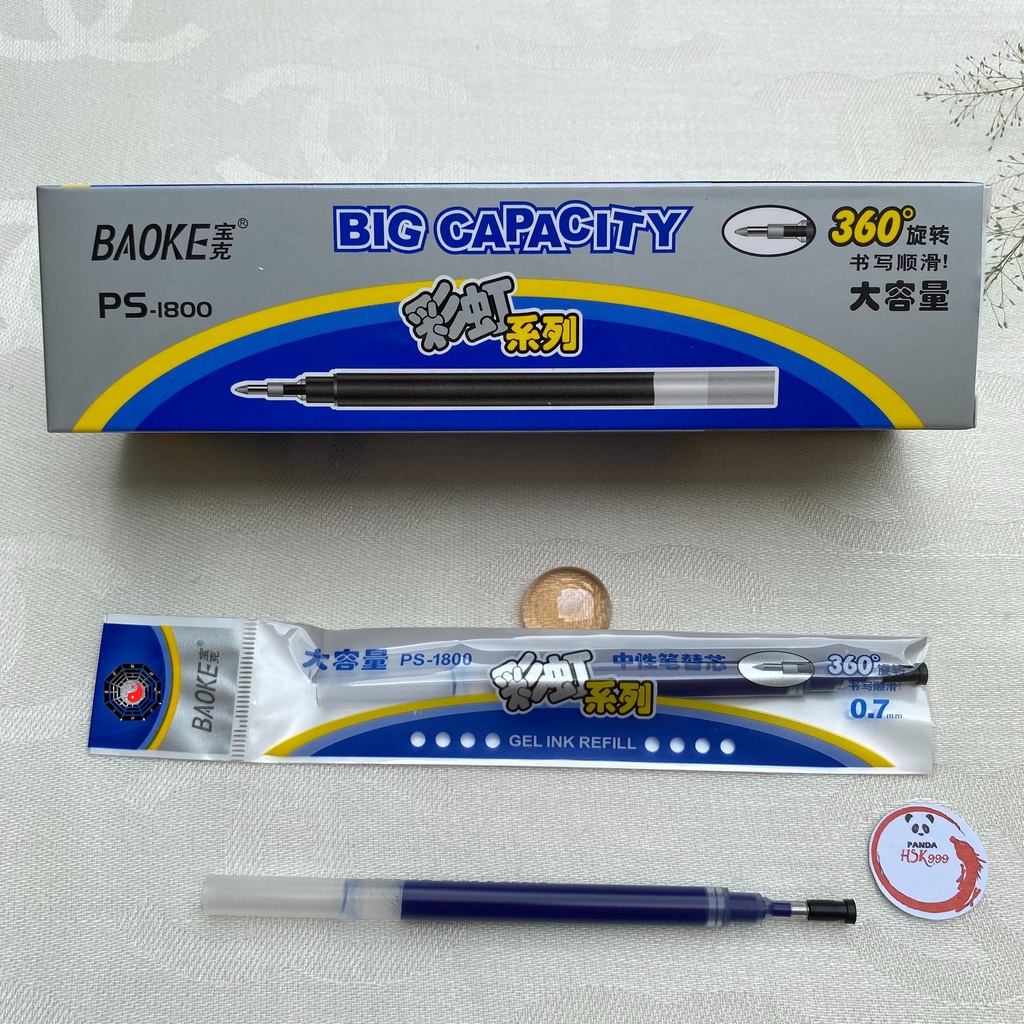 BAOKE宝克®
BIG CAPACITY
360°旋转
书写顺滑!
大容量
PS-1800
彩虹系列
BAOKE宝克
大容量 PS-1800
彩虹系列
中性笔替芯
360°旋转
书写顺滑!
0.7mm
GEL INK REFILL
PANDA
HSK999